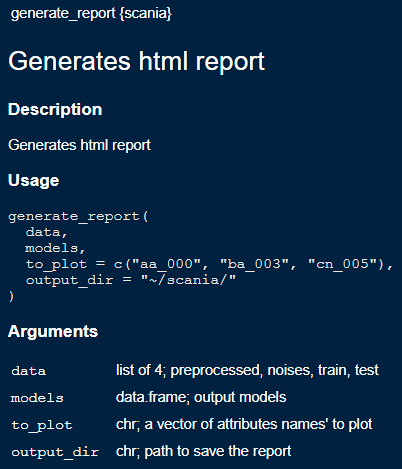 generate_report {scania}
Generates html report
Description
Generates html report
Usage
generate_report(
  data,
  models,
  to_plot = c("aa_000", "ba_003", "cn_005"),
  output_dir = "~/scania/"
)
Arguments
data list of 4; preprocessed, noises, train, test
models data.frame; output models
to_plot chr; a vector of attributes names' to plot
output_dir chr; path to save the report